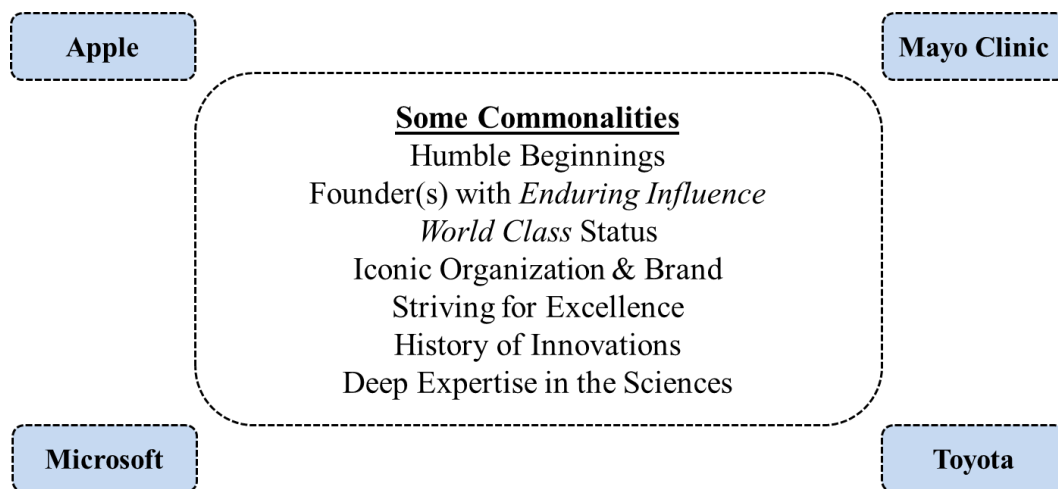 Apple
Mayo Clinic
Some Commonalities
Humble Beginnings
Founder(s) with Enduring Influence
World Class Status
Iconic Organization & Brand
Striving for Excellence
History of Innovations
Deep Expertise in the Sciences
Microsoft
Toyota